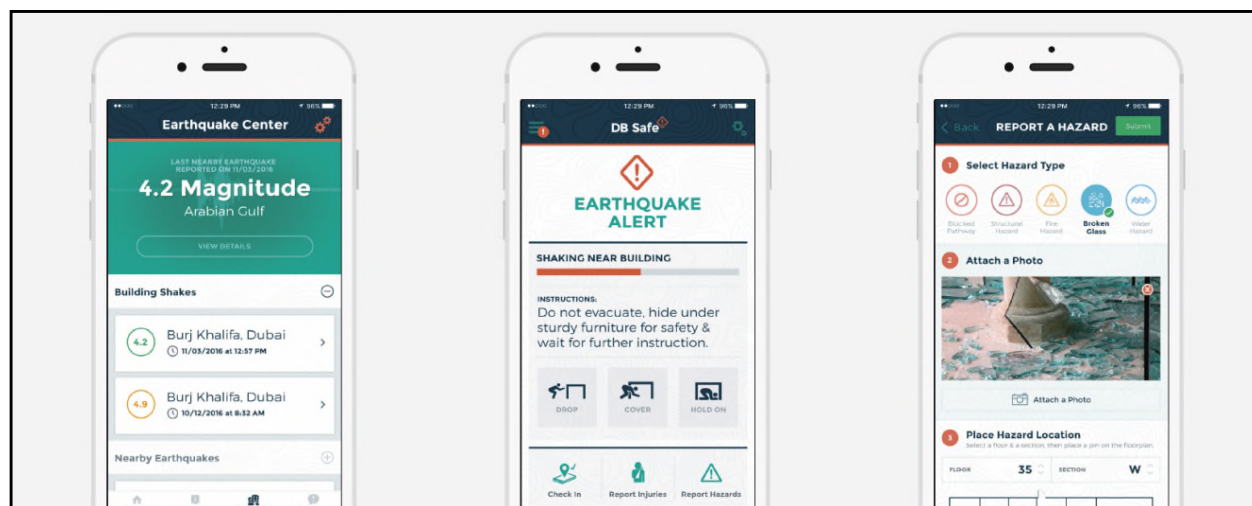 12:29 PM
96%
Earthquake Center
LAST NEARBY EARTHQUAKE
REPORTED ON 11/03/2016
4.2 Magnitude
Arabian Gulf
VIEW DETAILS
Building Shakes
4.2
Burj Khalifa, Dubai
11/03/2016 at 12:57 PM
4.9
Burj Khalifa, Dubai
10/12/2016 at 8:32 AM
Nearby Earthquakes
12:29 PM
96%
DB Safe
EARTHQUAKE
ALERT
SHAKING NEAR BUILDING
INSTRUCTIONS:
Do not evacuate, hide under
sturdy furniture for safety &
wait for further instruction.
DROP COVER HOLD ON
Check In Report Injuries Report Hazards
12:29 PM
96%
Back REPORT A HAZARD Submit
1 Select Hazard Type
Blocked Structural Fire Broken Water
Pathway Hazard Hazard Glass Hazard
2 Attach a Photo
Attach a Photo
3 Place Hazard Location
Select a floor & a section, then place a pin on the floorplan.
FLOOR 35 SECTION W